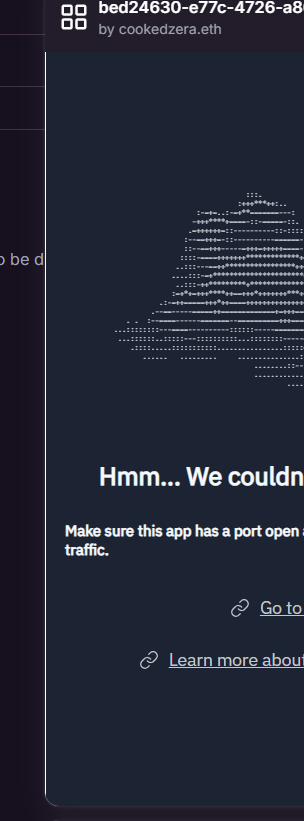 bed24630-e77c-4726-a8
by cookedzera.eth
o be d
Hmm... We couldn
Make sure this app has a port open
traffic.
Go to
Learn more about